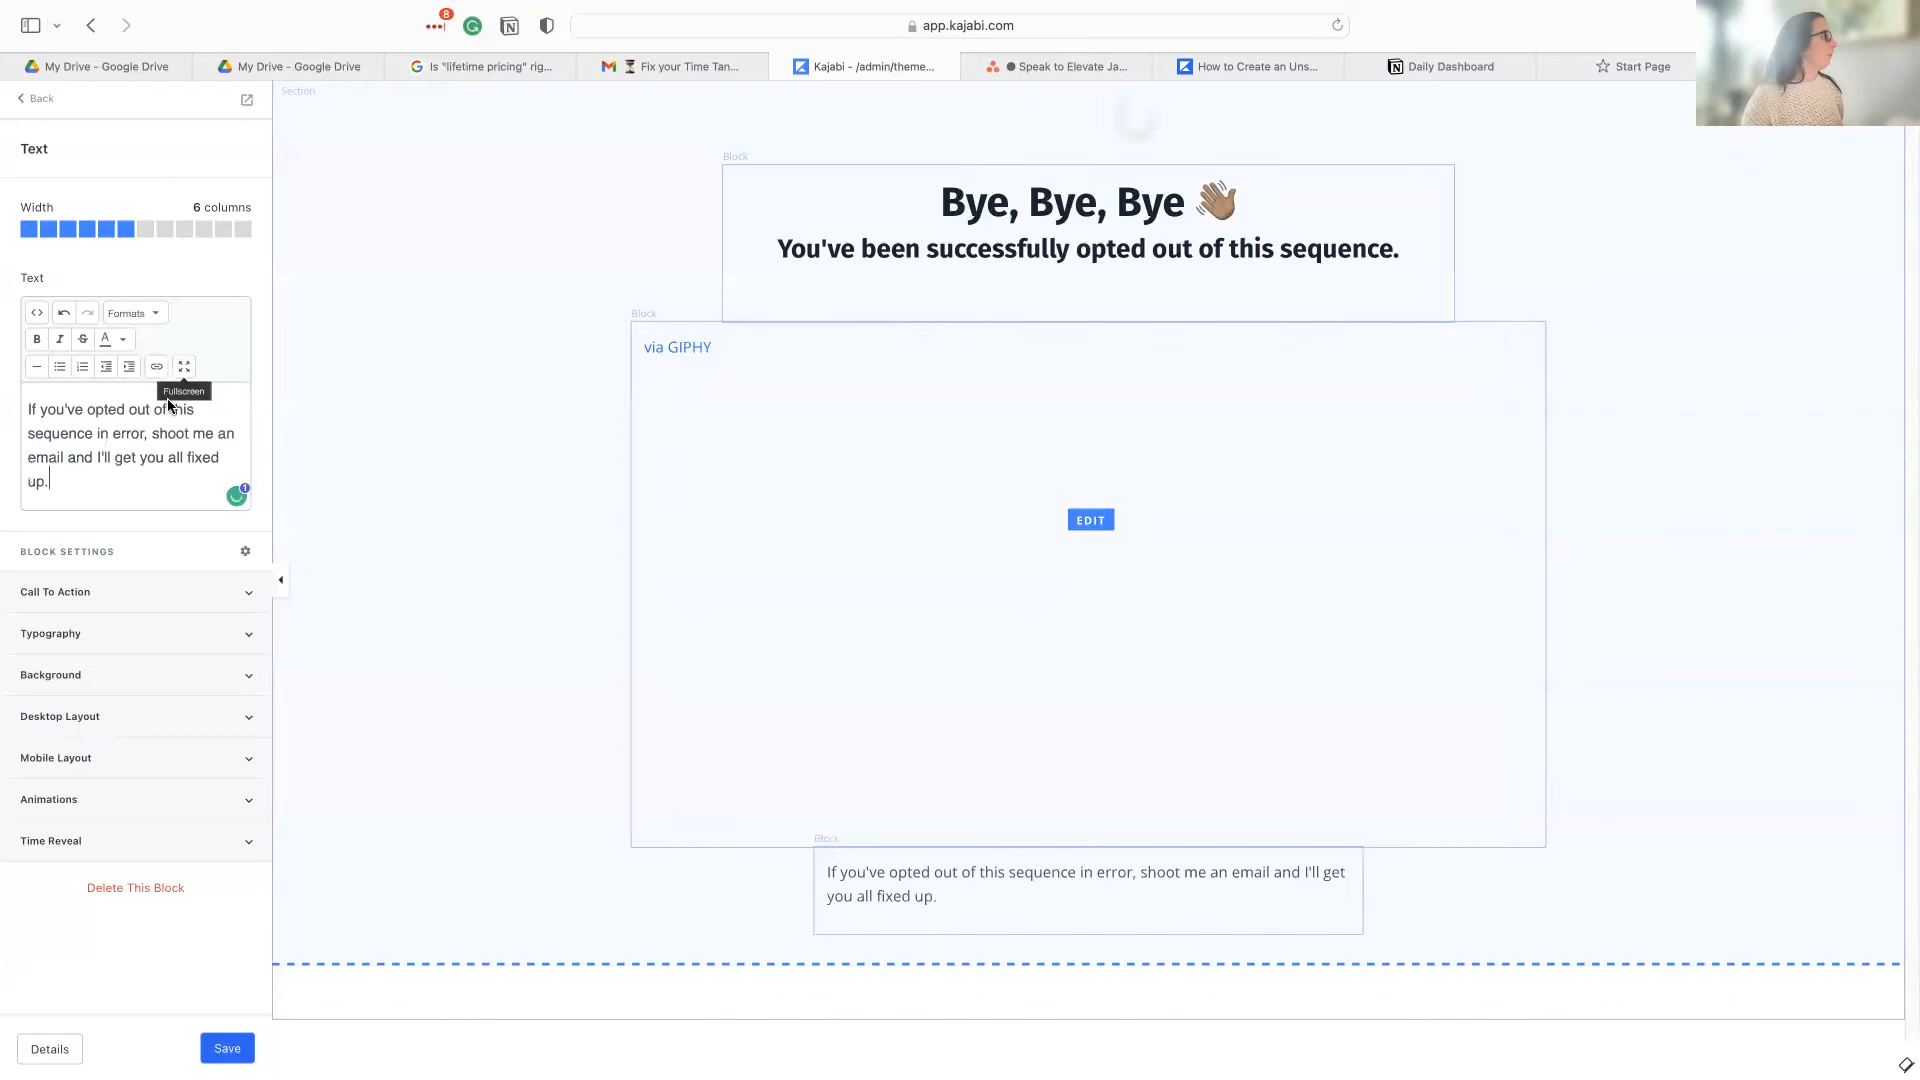 8
app.kajabi.com
My Drive - Google Drive
My Drive - Google Drive
Is "lifetime pricing" rig...
Fix your Time Tan...
Kajabi - /admin/theme...
Speak to Elevate Ja...
How to Create an Uns...
Daily Dashboard
Start Page
Back
Text
Width 6 columns
Text
Formats
B I S A
Fullscreen
If you've opted out of this
sequence in error, shoot me an
email and I'll get you all fixed
up.
1
BLOCK SETTINGS
Call To Action
Typography
Background
Desktop Layout
Mobile Layout
Animations
Time Reveal
Delete This Block
Details
Save
Section
Block
Bye, Bye, Bye 👋🏽
You've been successfully opted out of this sequence.
Block
via GIPHY
EDIT
Block
If you've opted out of this sequence in error, shoot me an email and I'll get
you all fixed up.